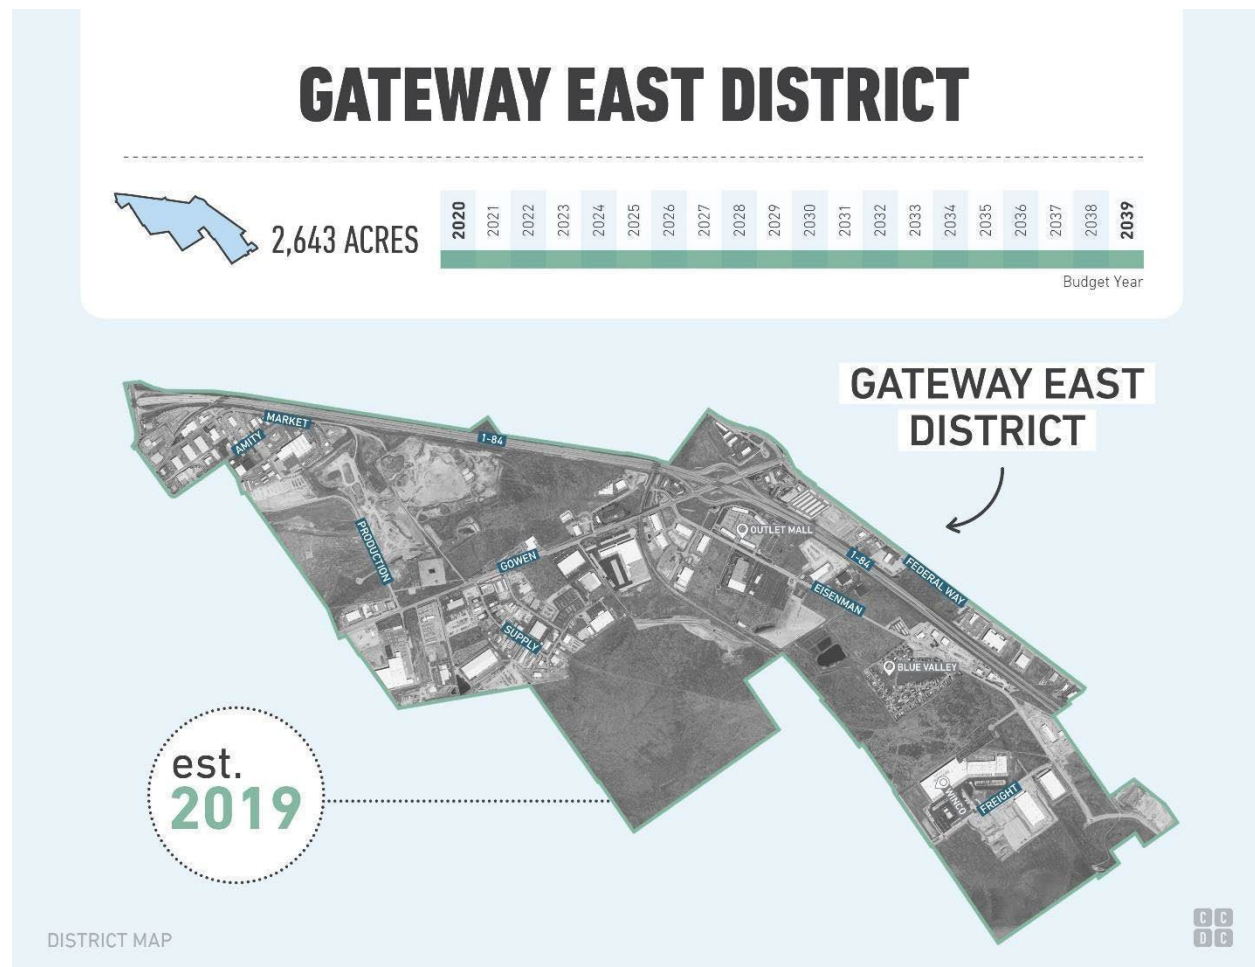 GATEWAY EAST DISTRICT
2,643 ACRES
2020 2021 2022 2023 2024 2025 2026 2027 2028 2029 2030 2031 2032 2033 2034 2035 2036 2037 2038 2039
Budget Year
GATEWAY EAST
DISTRICT
MARKET
AMITY
1-84
PRODUCTION
GOWEN
SUPPLY
OUTLET MALL
1-84
FEDERAL WAY
EISENMAN
BLUE VALLEY
WINCO
FREIGHT
est.
2019
DISTRICT MAP
C C
D C